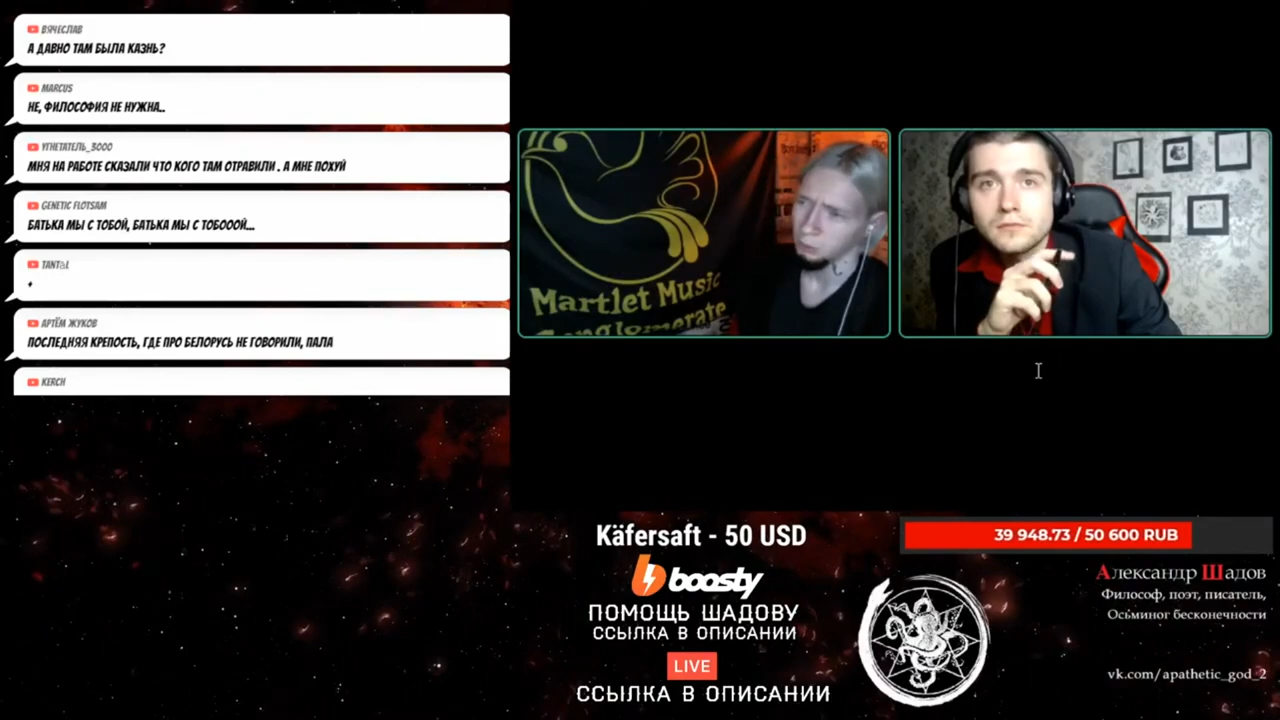 ВЯЧЕСЛАВ
А ДАВНО ТАМ БЫЛА КАЗНЬ?
MARCUS
НЕ, ФИЛОСОФИЯ НЕ НУЖНА..
УГНЕТАТЕЛЬ_3000
МНЯ НА РАБОТЕ СКАЗАЛИ ЧТО КОГО ТАМ ОТРАВИЛИ . А МНЕ ПОХУЙ
GENETIC FLOTSAM
БАТЬКА МЫ С ТОБОЙ, БАТЬКА МЫ С ТОБОООЙ...
+
АРТЁМ ЖУКОВ
ПОСЛЕДНЯЯ КРЕПОСТЬ, ГДЕ ПРО БЕЛОРУСЬ НЕ ГОВОРИЛИ, ПАЛА
KERCH
Martlet Music
Conglomerate
Käfersaft - 50 USD
boosty
ПОМОЩЬ ШАДОВУ
ССЫЛКА В ОПИСАНИИ
LIVE
ССЫЛКА В ОПИСАНИИ
39 948.73 / 50 600 RUB
Александр Шадов
Философ, поэт, писатель,
Осьминог бесконечности
vk.com/apathetic_god_2